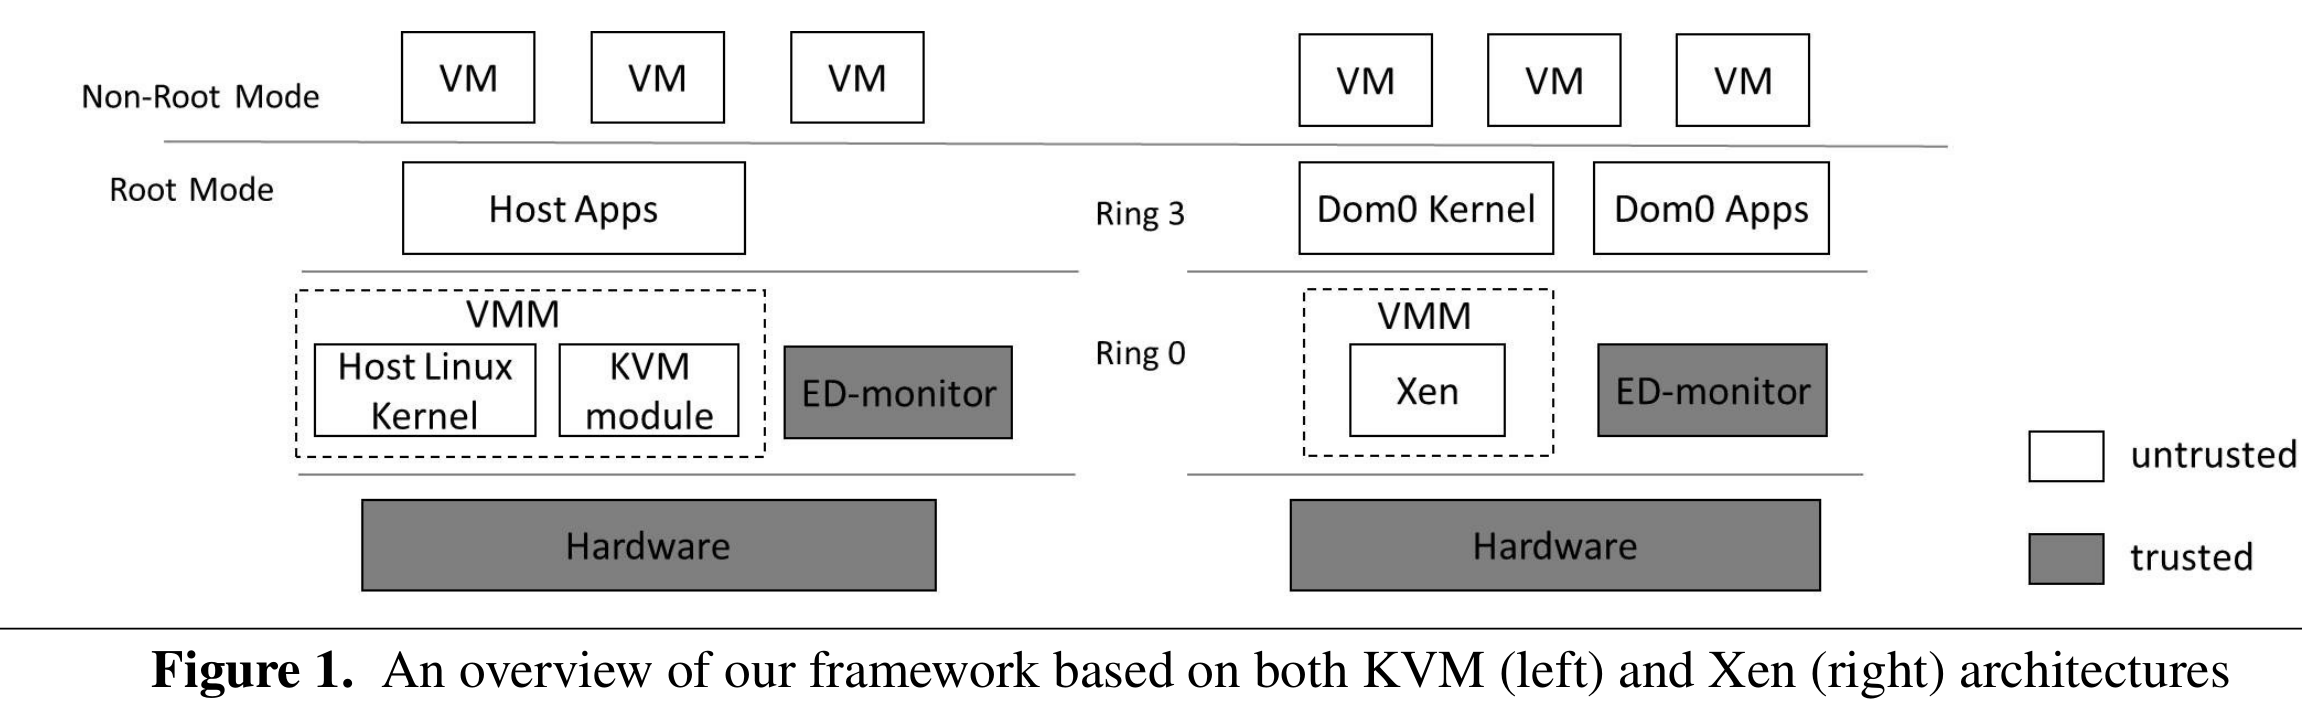 VM VM VM VM VM VM
Non-Root Mode
Root Mode
Host Apps
Ring 3
Dom0 Kernel
Dom0 Apps
VMM
Host Linux
Kernel
KVM
module
ED-monitor
Ring 0
VMM
Xen
ED-monitor
untrusted
Hardware
Hardware
trusted
Figure 1. An overview of our framework based on both KVM (left) and Xen (right) architectures